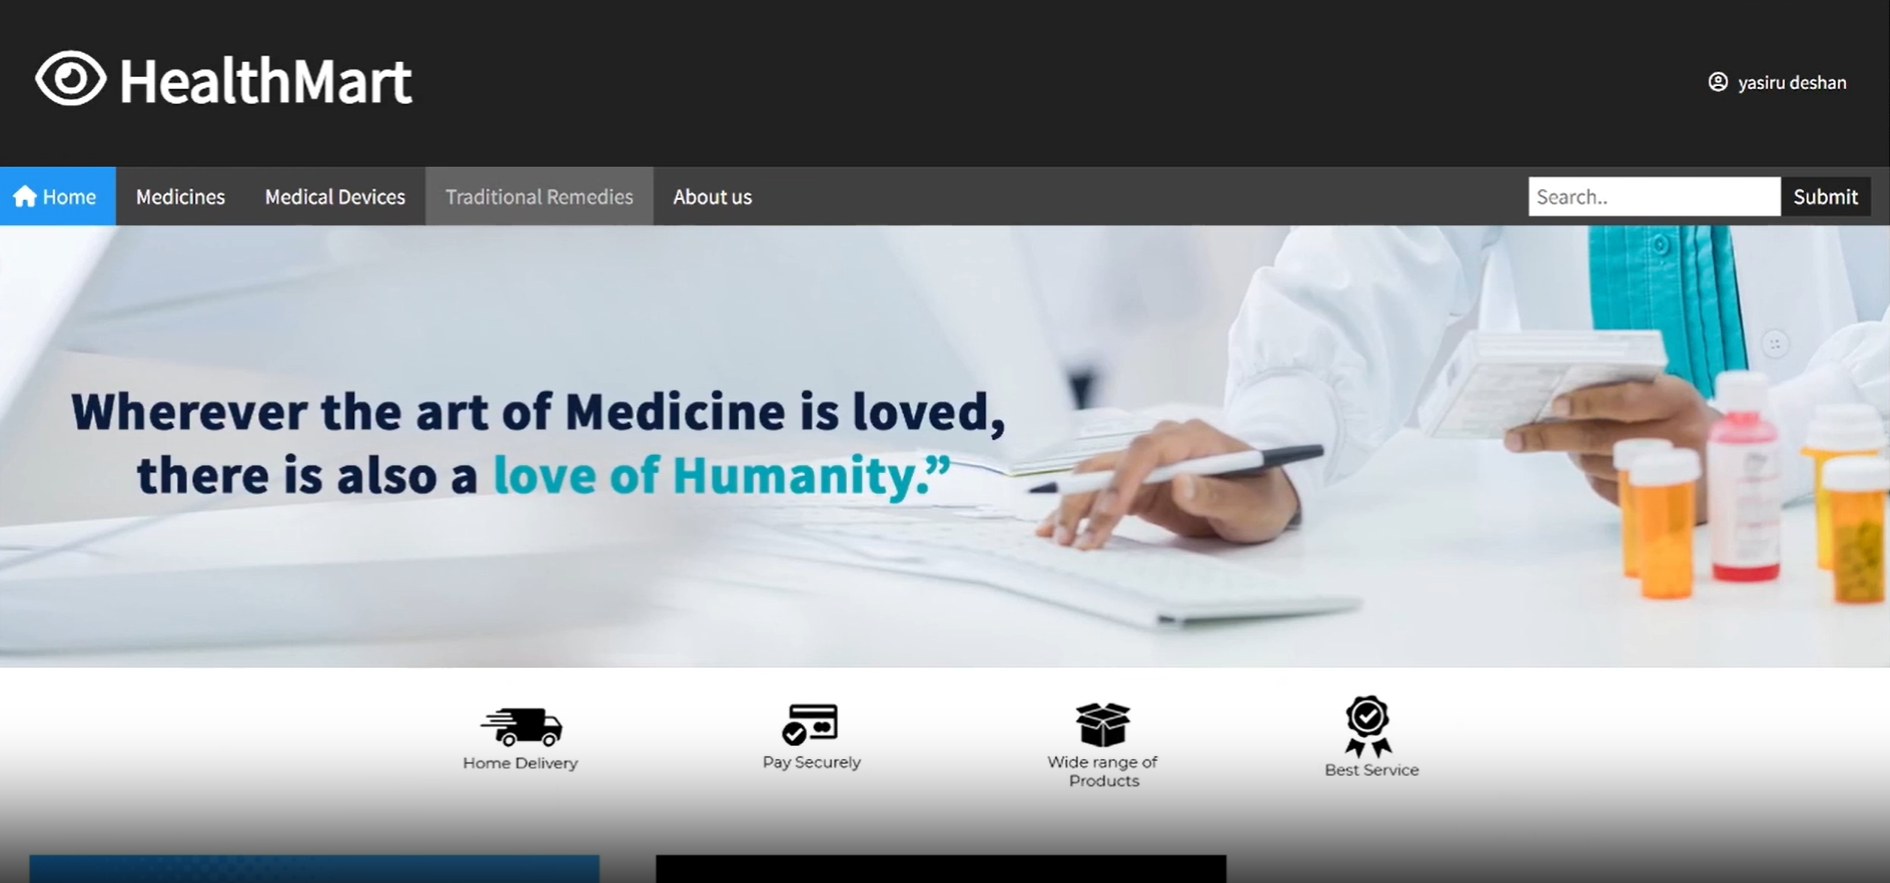 HealthMart
yasiru deshan
Home Medicines Medical Devices Traditional Remedies About us Search.. Submit
Wherever the art of Medicine is loved,
there is also a love of Humanity.”
Home Delivery
Pay Securely
Wide range of
Products
Best Service